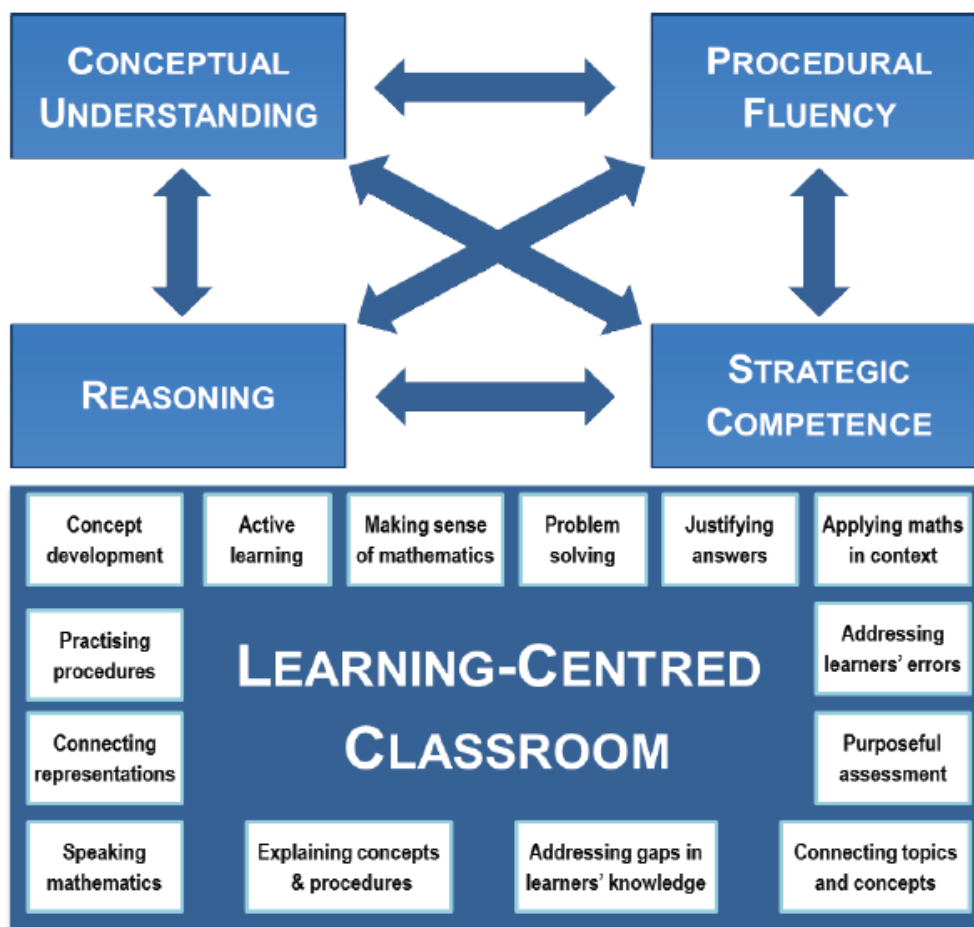 CONCEPTUAL
UNDERSTANDING
PROCEDURAL
FLUENCY
REASONING
STRATEGIC
COMPETENCE
Concept
development
Active
learning
Making sense
of mathematics
Problem
solving
Justifying
answers
Applying maths
in context
Practising
procedures
LEARNING-CENTRED
CLASSROOM
Addressing
learners' errors
Connecting
representations
Purposeful
assessment
Speaking
mathematics
Explaining concepts
& procedures
Addressing gaps in
learners' knowledge
Connecting topics
and concepts